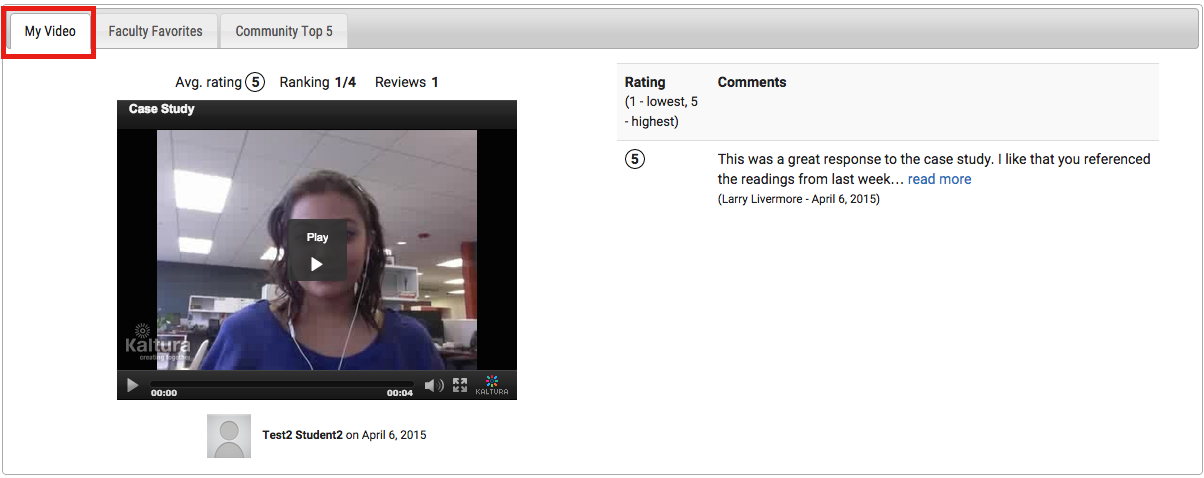 My Video
Faculty Favorites
Community Top 5
Avg. rating 5 Ranking 1/4 Reviews 1
Case Study
Play
Kaltura
creating together
00:00
00:04
KALTURA
Test2 Student2 on April 6, 2015
Rating
(1 - lowest, 5
- highest)
Comments
5
This was a great response to the case study. I like that you referenced
the readings from last week… read more
(Larry Livermore - April 6, 2015)